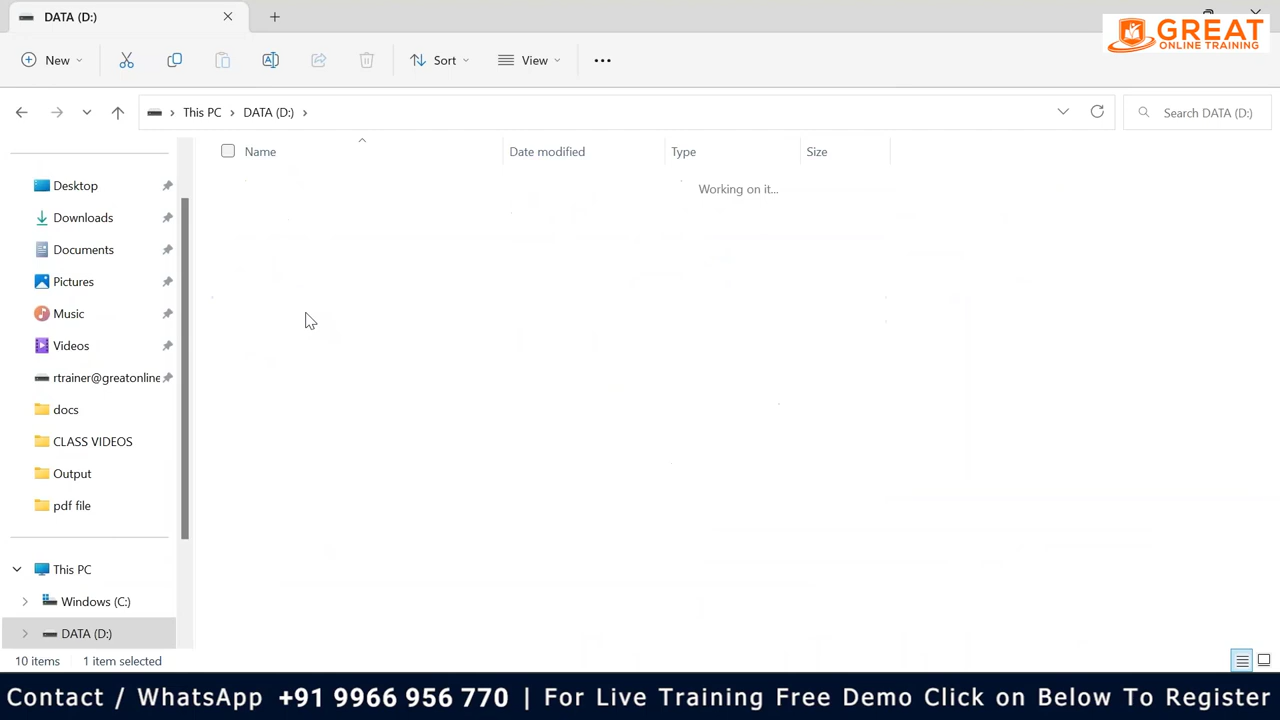 DATA (D:)
GREAT
ONLINE TRAINING
New
Sort
View
This PC
DATA (D:)
Search DATA (D:)
Name
Date modified
Type
Size
Working on it...
Desktop
Downloads
Documents
Pictures
Music
Videos
rtrainer@greatonline
docs
CLASS VIDEOS
Output
pdf file
This PC
Windows (C:)
DATA (D:)
10 items
1 item selected
Contact / WhatsApp +91 9966 956 770 | For Live Training Free Demo Click on Below To Register